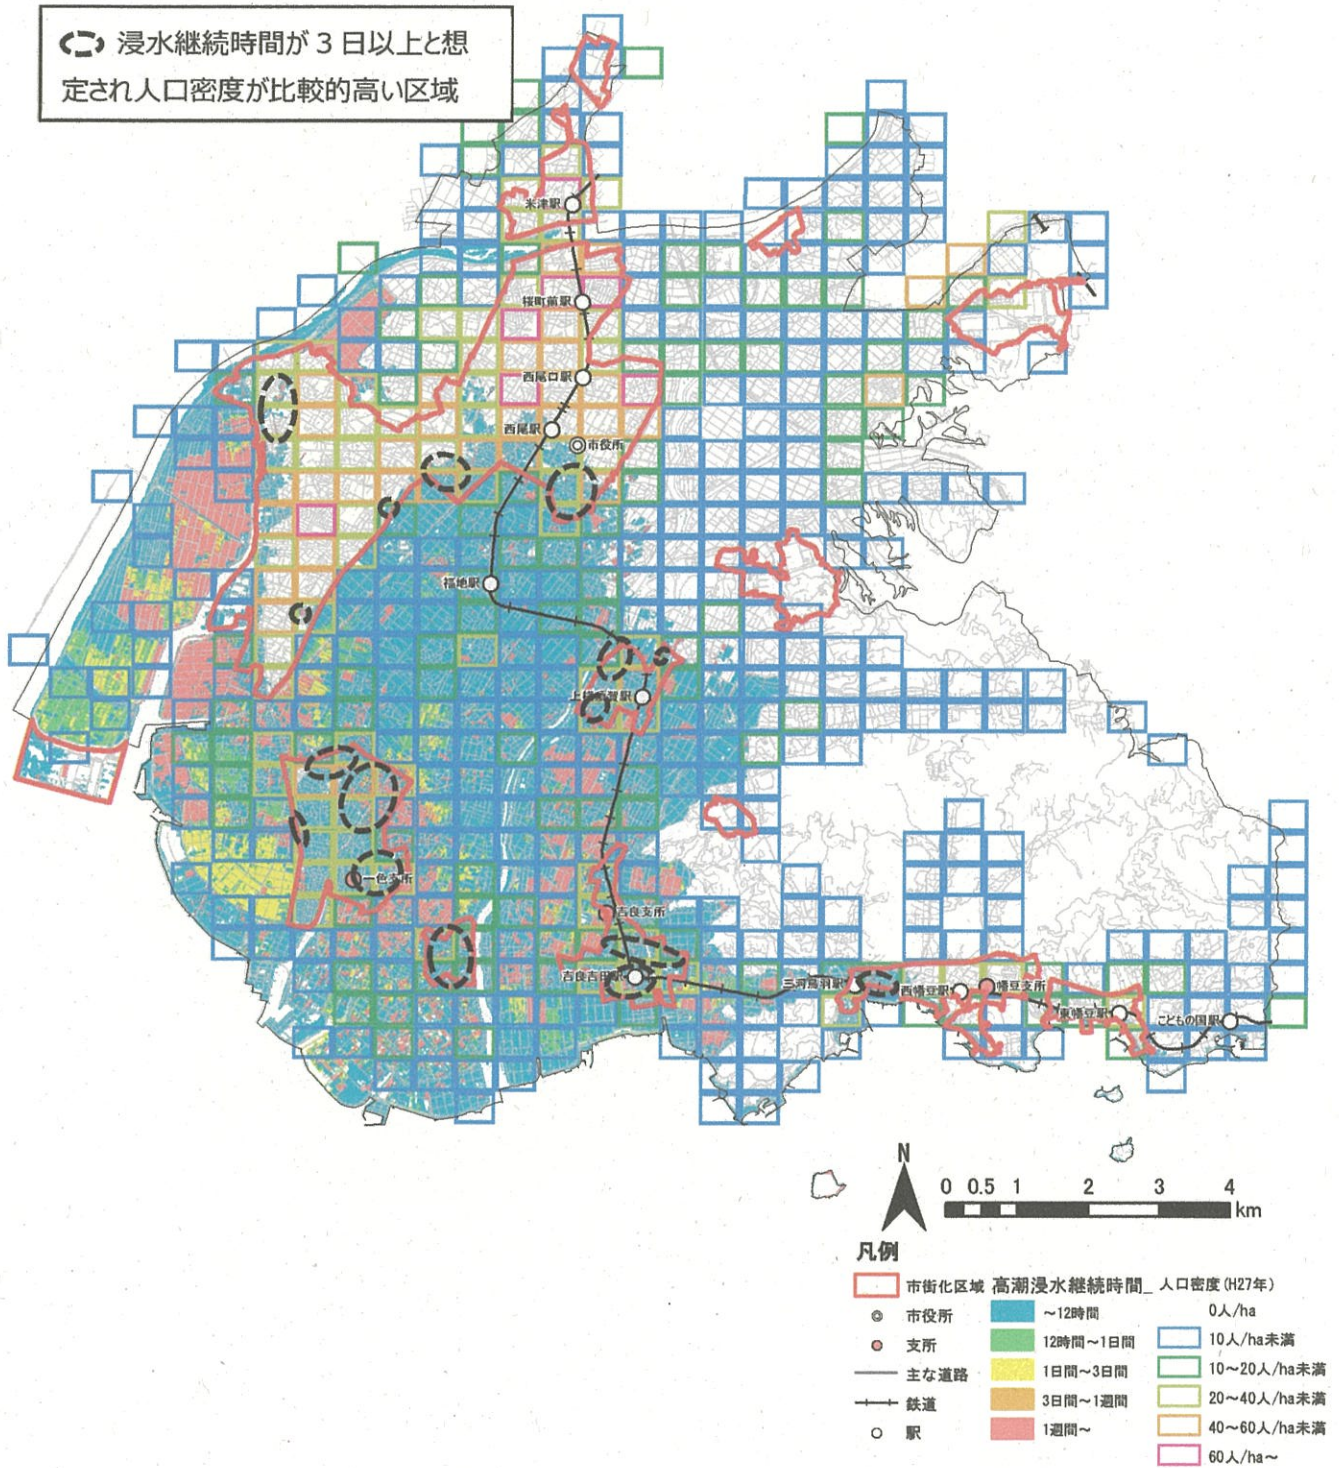 浸水継続時間が3日以上と想
定され人口密度が比較的高い区域
米津駅
桜町前駅
西尾口駅
西尾駅
市役所
福地駅
上横須賀駅
一色支所
吉良支所
吉良吉田駅
三河鳥羽駅
西幡豆駅
幡豆支所
東幡豆駅
こどもの国駅
N
0 0.5 1 2 3 4
km
凡例
市街化区域
市役所
支所
主な道路
鉄道
駅
高潮浸水継続時間_
～12時間
12時間～1日間
1日間～3日間
3日間～1週間
1週間～
人口密度(H27年)
0人/ha
10人/ha未満
10～20人/ha未満
20～40人/ha未満
40～60人/ha未満
60人/ha～